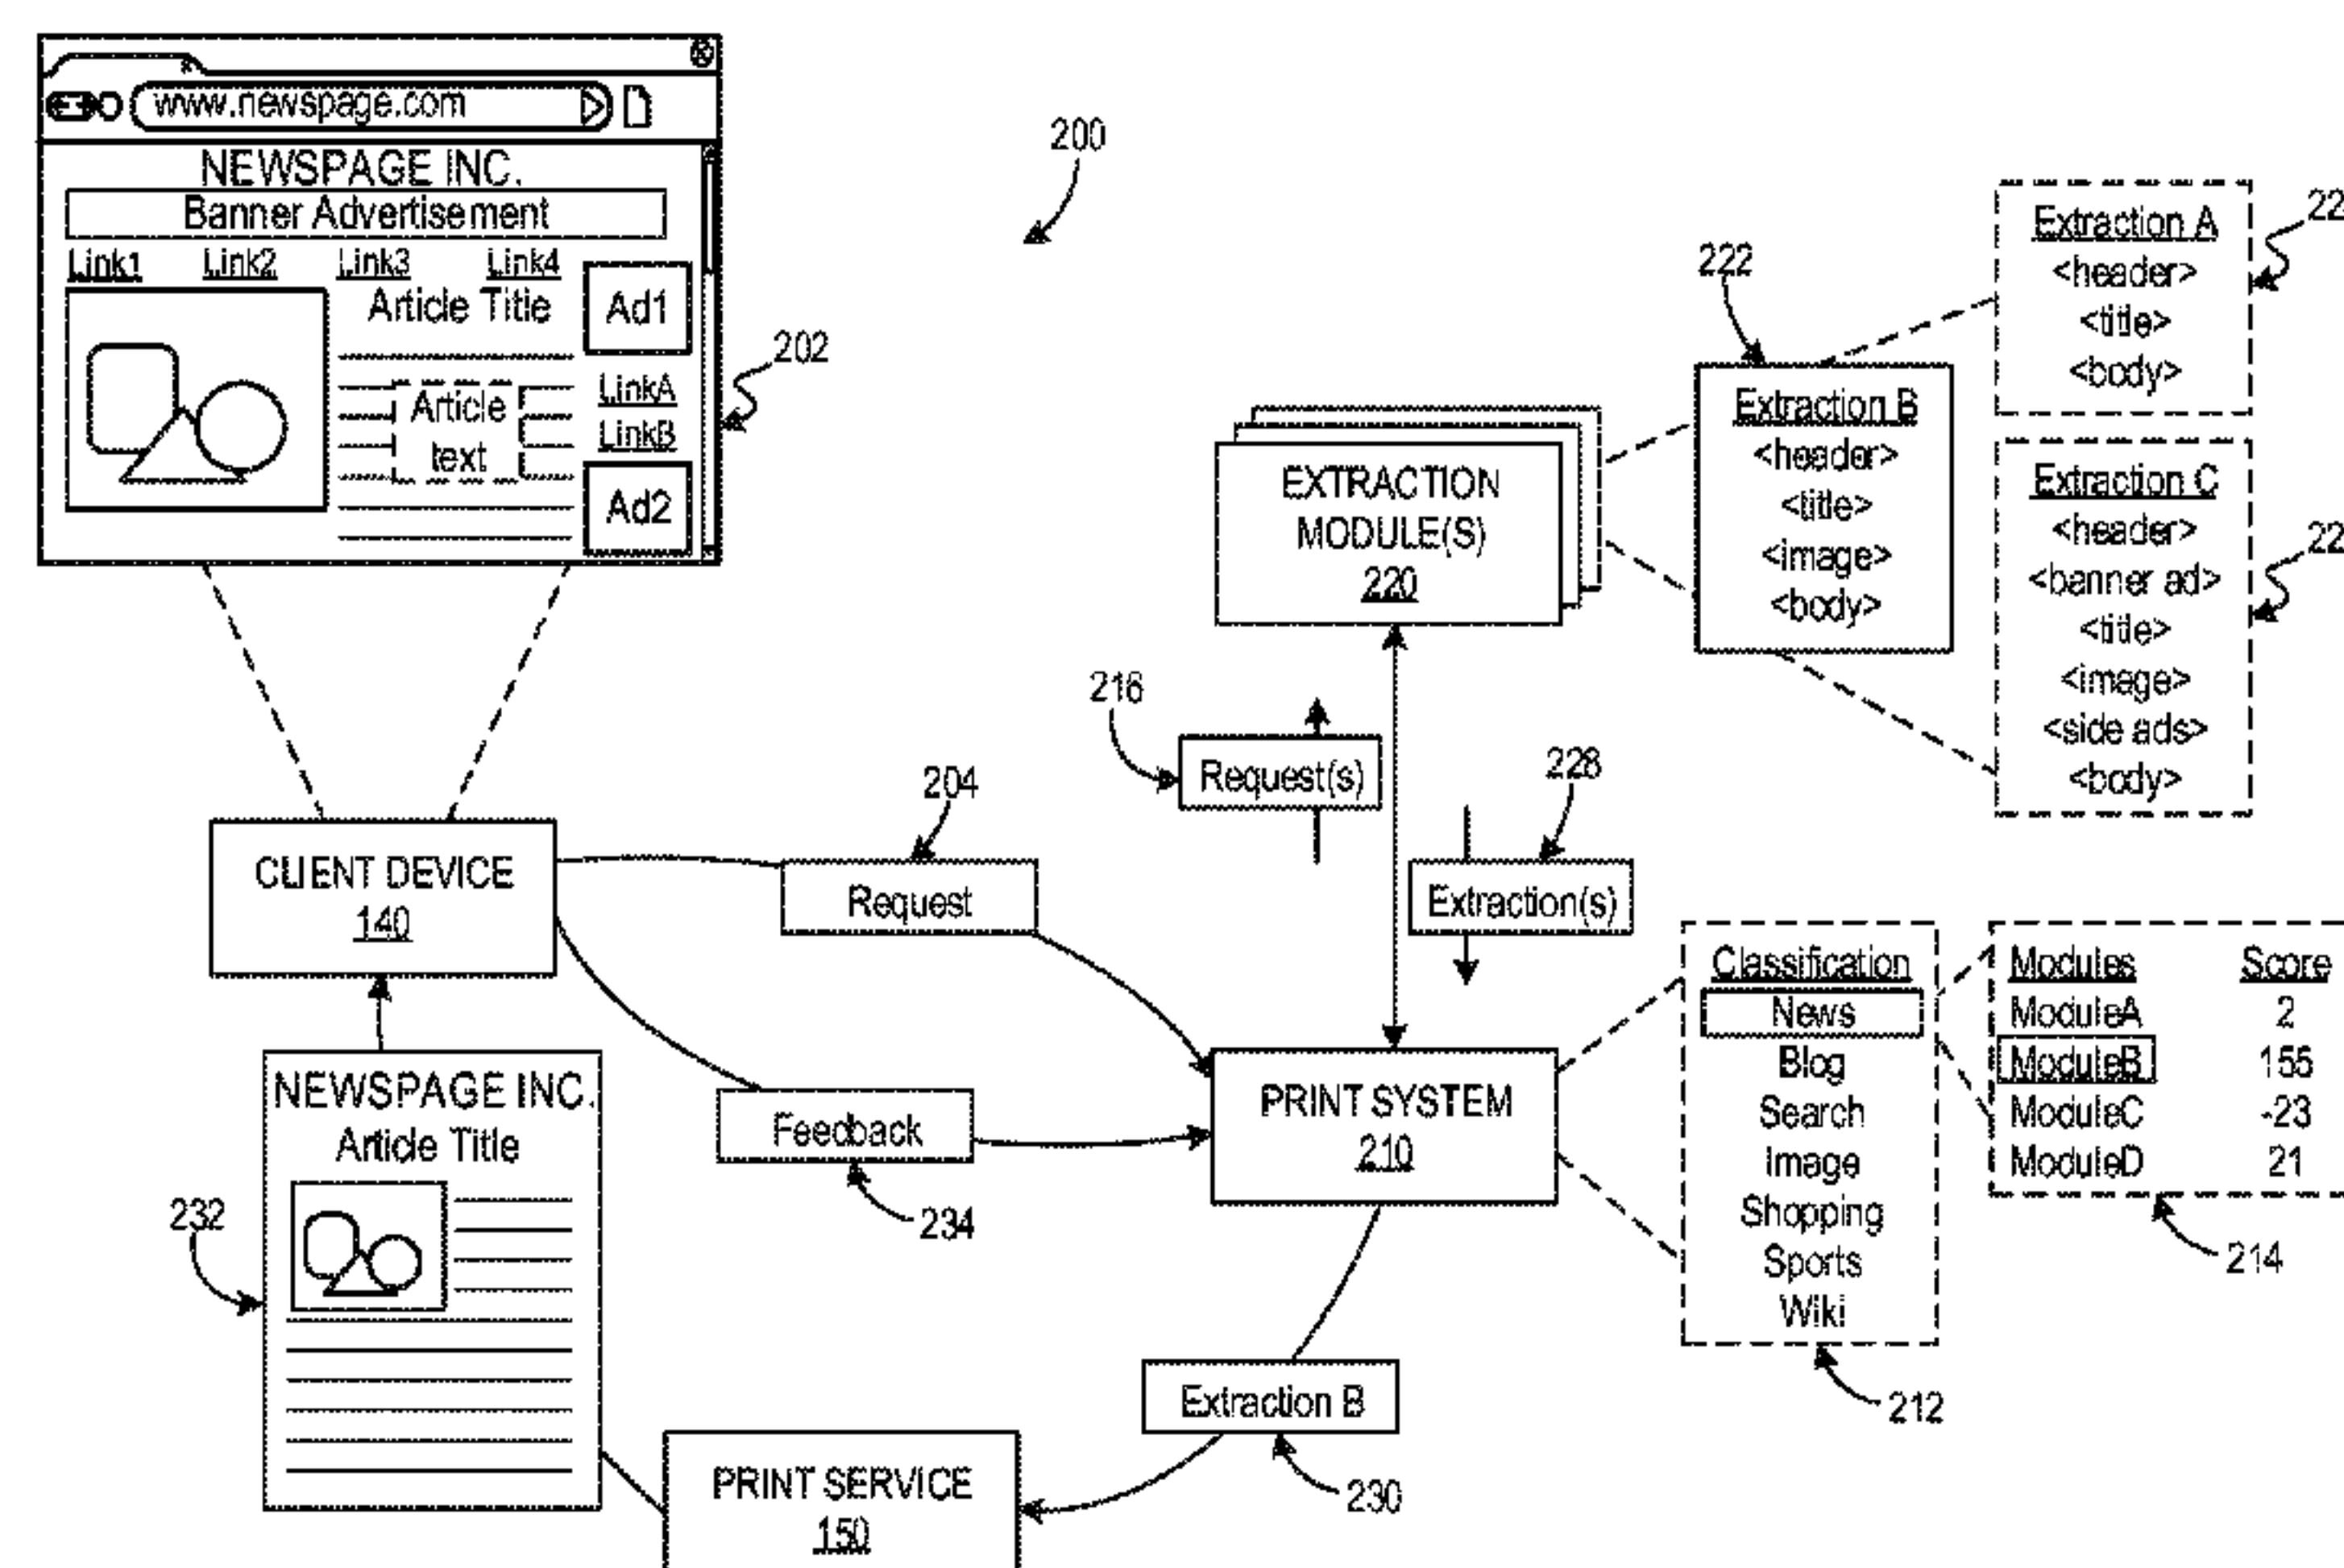 www.newspage.com
NEWSPAGE INC.
Banner Advertisement
Link1 Link2 Link3 Link4
Article Title
Ad1
Article
text
LinkA
LinkB
Ad2
202
200
EXTRACTION
MODULE(S)
220
222
Extraction B
<header>
<title>
<image>
<body>
Extraction A
<header>
<title>
<body>
Extraction C
<header>
<banner ad>
<title>
<image>
<side ads>
<body>
216
Request(s)
228
Extraction(s)
204
Request
CLIENT DEVICE
140
Feedback
234
PRINT SYSTEM
210
Classification
News
Blog
Search
Image
Shopping
Sports
Wiki
212
Modules Score
ModuleA 2
ModuleB 155
ModuleC -23
ModuleD 21
214
NEWSPAGE INC.
Article Title
232
Extraction B
230
PRINT SERVICE
150